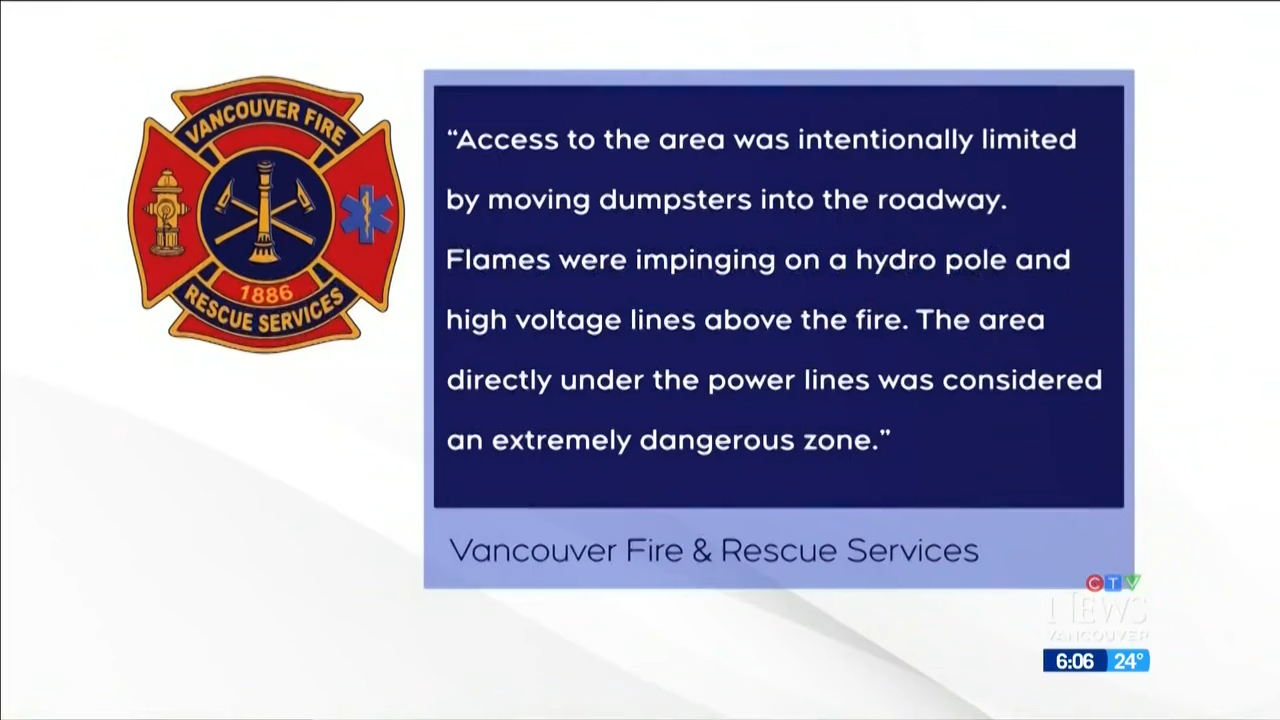 VANCOUVER FIRE
1886
RESCUE SERVICES
“Access to the area was intentionally limited
by moving dumpsters into the roadway.
Flames were impinging on a hydro pole and
high voltage lines above the fire. The area
directly under the power lines was considered
an extremely dangerous zone.”
Vancouver Fire & Rescue Services
CTV
NEWS
VANCOUVER
6:06 24°